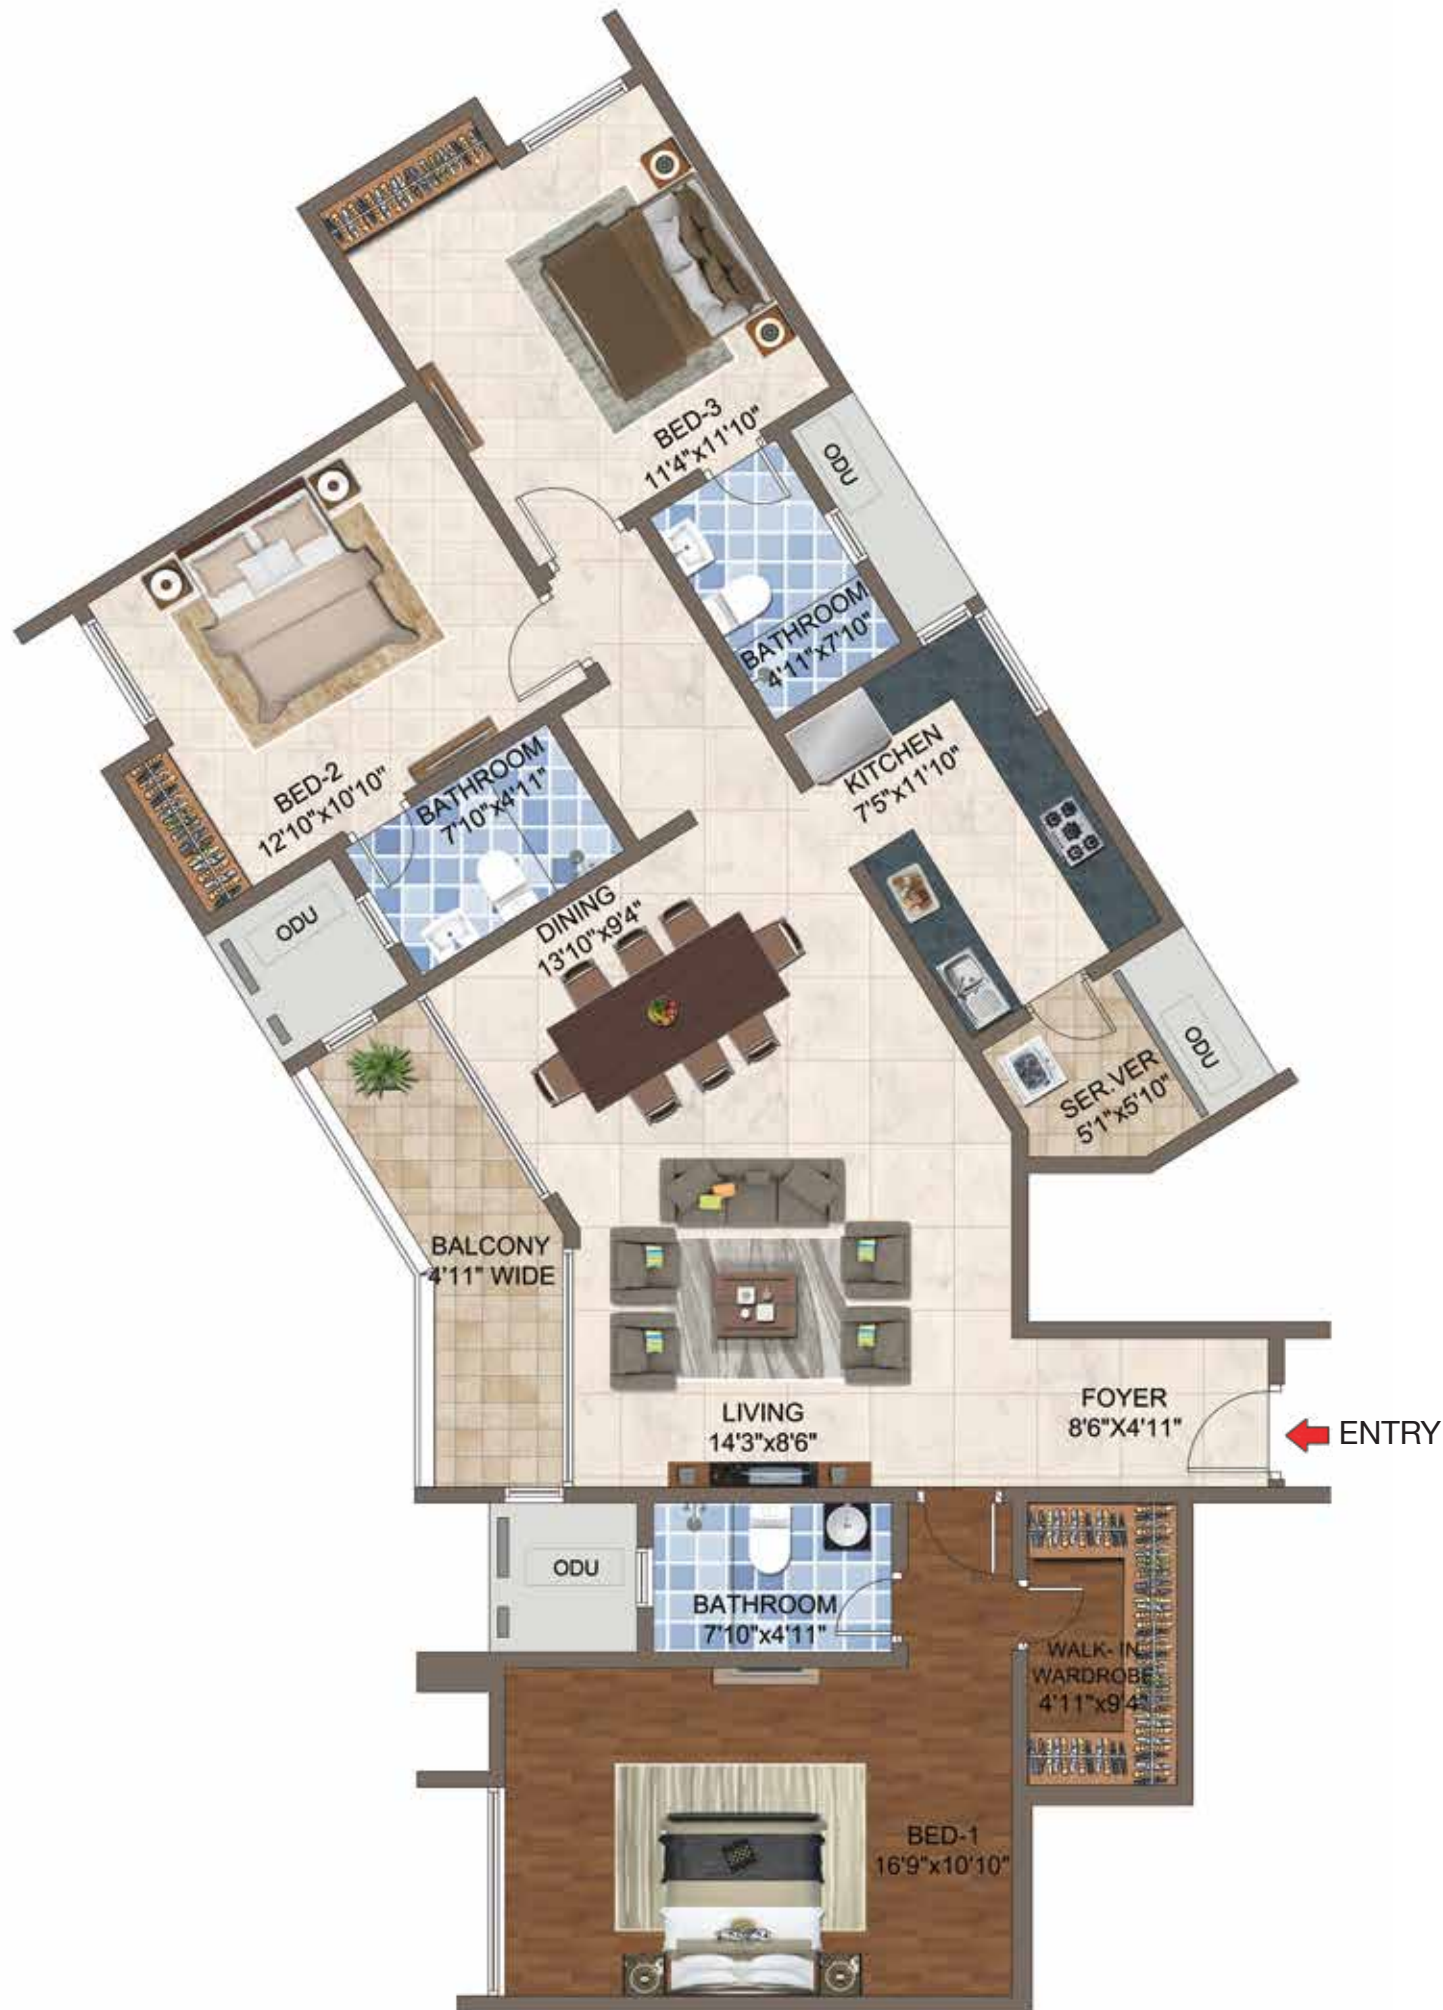 BED-3
11'4"x11'10"
ODU
BATHROOM
4'11"x7'10"
KITCHEN
7'5"x11'10"
BED-2
12'10"x10'10"
BATHROOM
7'10"x4'11"
ODU
DINING
13'10"x9'4"
ODU
SER.VER
5'1"x5'10"
BALCONY
4'11" WIDE
LIVING
14'3"x8'6"
FOYER
8'6"X4'11"
ENTRY
ODU
BATHROOM
7'10"x4'11"
WALK- IN
WARDROBE
4'11"x9'4"
BED-1
16'9"x10'10"